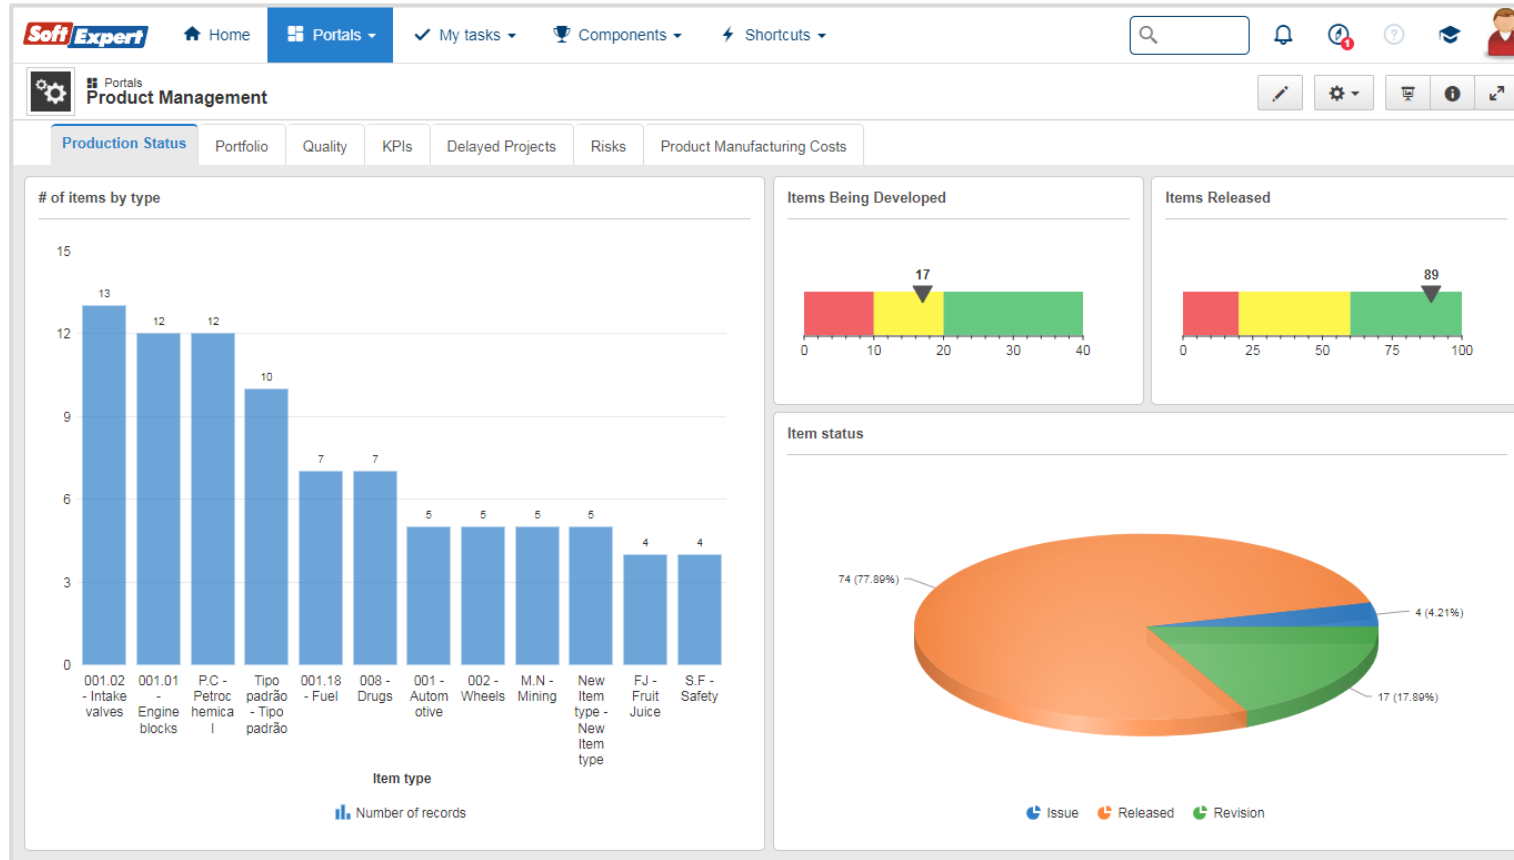 Soft Expert
Home
Portals
My tasks
Components
Shortcuts
1
Portals
Product Management
Production Status
Portfolio
Quality
KPIs
Delayed Projects
Risks
Product Manufacturing Costs
# of items by type
15
12
9
6
3
0
13
12
12
10
7
7
5
5
5
5
4
4
001.02
- Intake
valves
001.01
-
Engine
blocks
P.C -
Petroc
hemica
l
Tipo
padrão
- Tipo
padrão
001.18
- Fuel
008 -
Drugs
001 -
Autom
otive
002 -
Wheels
M.N -
Mining
New
Item
type -
New
Item
type
FJ -
Fruit
Juice
S.F -
Safety
Item type
Number of records
Items Being Developed
17
0 10 20 30 40
Items Released
89
0 25 50 75 100
Item status
74 (77.89%)
4 (4.21%)
17 (17.89%)
Issue
Released
Revision